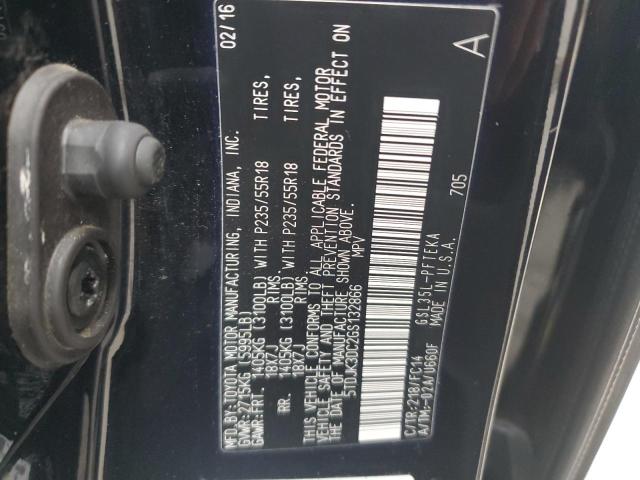 MFD.BY:TOYOTA MOTOR MANUFACTURING, INDIANA, INC. 02/16
GVWR:2715KG (5995LB)
GAWR:FRT. 1405KG (3100LB) WITH P235/55R18 TIRES,
18X7J RIMS,
RR. 1405KG (3100LB) WITH P235/55R18 TIRES,
18X7J RIMS,
THIS VEHICLE CONFORMS TO ALL APPLICABLE FEDERAL MOTOR
VEHICLE SAFETY AND THEFT PREVENTION STANDARDS IN EFFECT ON
THE DATE OF MANUFACTURE SHOWN ABOVE.
5TDJK3DC2GS132866 MPV
A
705
C/TR:218/FC14 GSL35L-PFTEKA
A/TM:-01A/U660F MADE IN U.S.A.